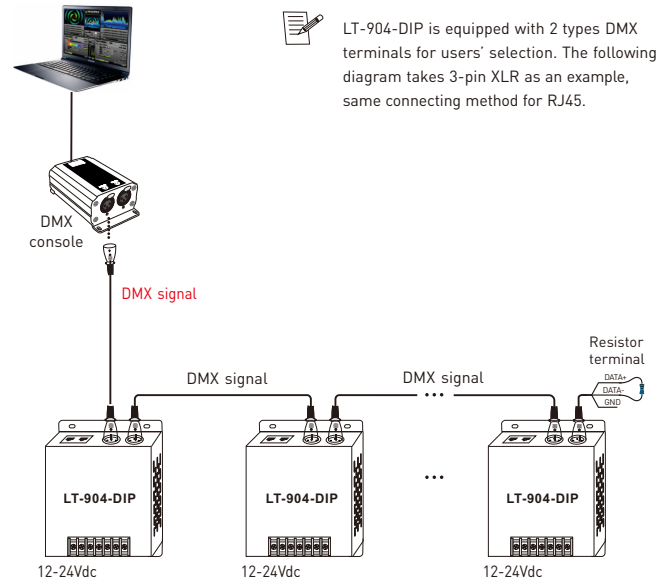 LT-904-DIP is equipped with 2 types DMX
terminals for users' selection. The following
diagram takes 3-pin XLR as an example,
same connecting method for RJ45.
DMX
console
DMX signal
Resistor
terminal
DATA+
DATA-
GND
DMX signal
DMX signal
LT-904-DIP
LT-904-DIP
LT-904-DIP
12-24Vdc
12-24Vdc
12-24Vdc